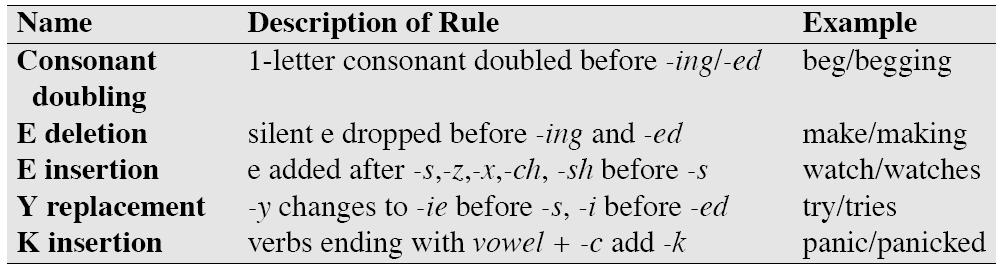 Name Description of Rule Example
Consonant 1-letter consonant doubled before -ing/-ed beg/begging
doubling
E deletion silent e dropped before -ing and -ed make/making
E insertion e added after -s,-z,-x,-ch, -sh before -s watch/watches
Y replacement -y changes to -ie before -s, -i before -ed try/tries
K insertion verbs ending with vowel + -c add -k panic/panicked